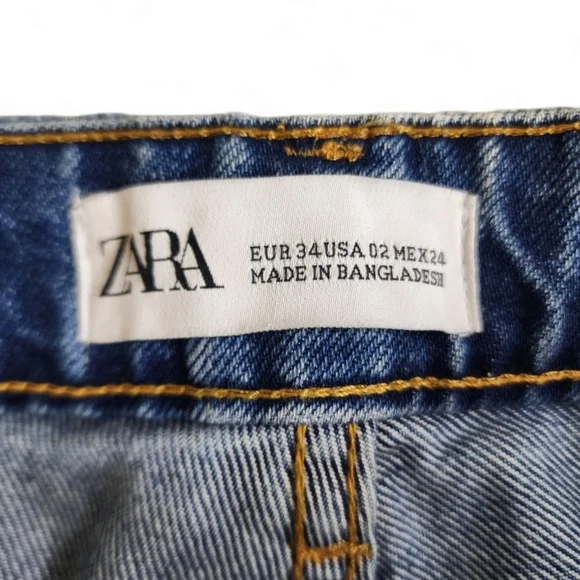 ZARA
EUR 34 USA 02 MEX 24
MADE IN BANGLADESH